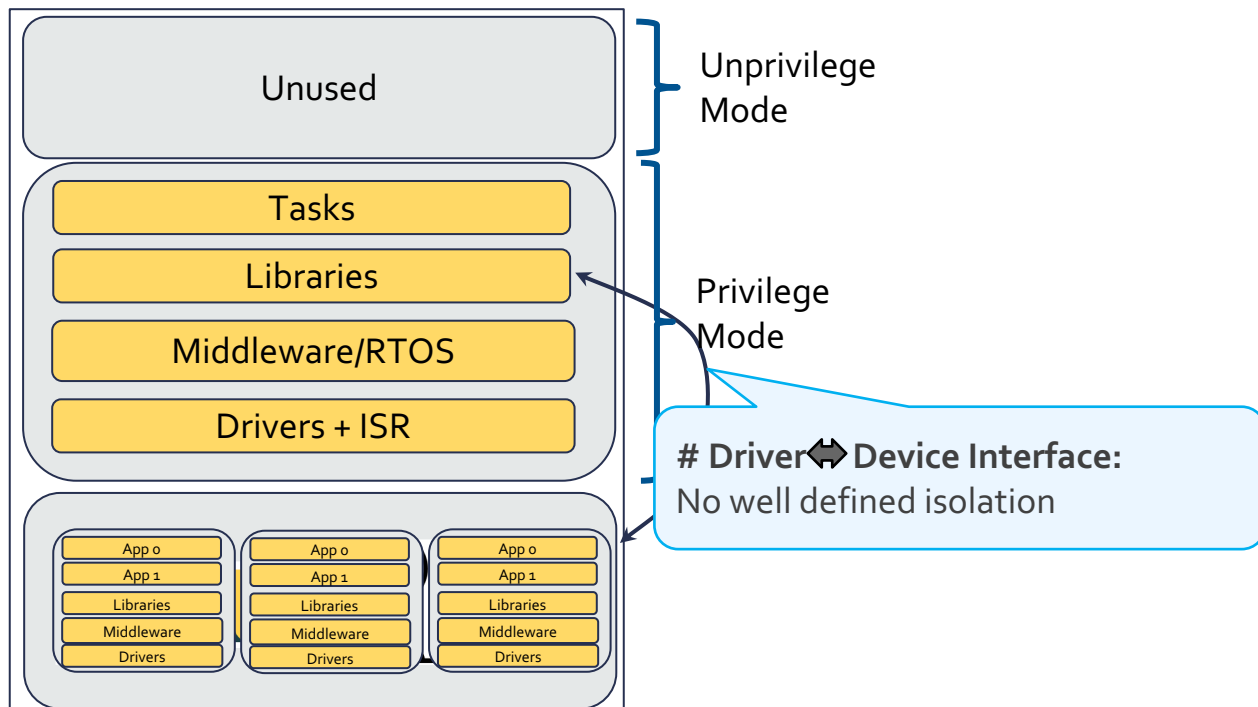 Unused
Unprivilege
Mode
Tasks
Libraries
Middleware/RTOS
Drivers + ISR
Privilege
Mode
# Driver Device Interface:
No well defined isolation
App 0
App 1
Libraries
Middleware
Drivers
App 0
App 1
Libraries
Middleware
Drivers
App 0
App 1
Libraries
Middleware
Drivers